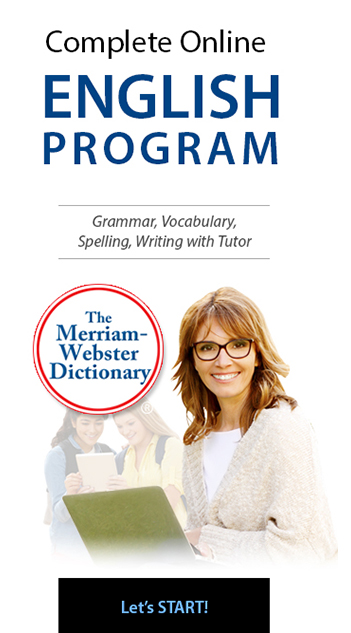 Complete Online
ENGLISH
PROGRAM
Grammar, Vocabulary,
Spelling, Writing with Tutor
The
Merriam-
Webster
Dictionary
®
Let's START!